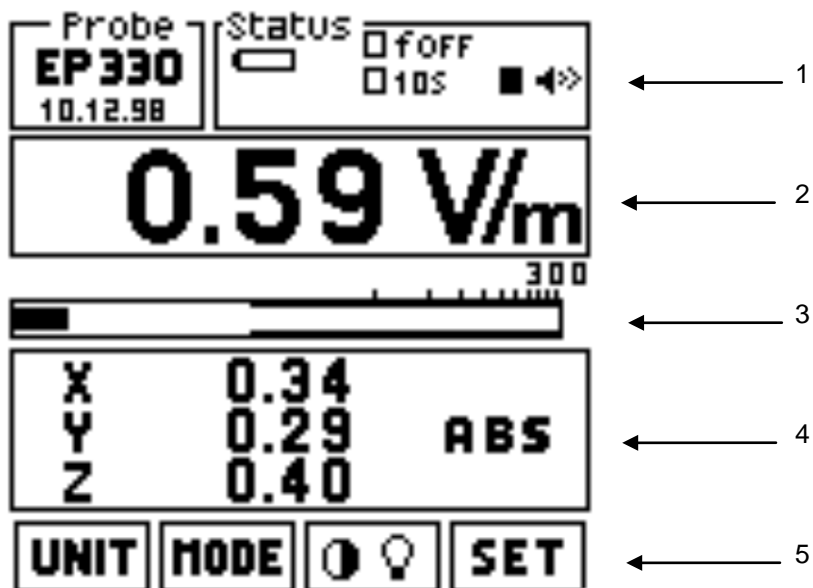 Probe
EP330
10.12.98
Status
fOFF
10S
1
0.59 V/m
2
300
3
X 0.34
Y 0.29 ABS
Z 0.40
4
UNIT MODE SET
5